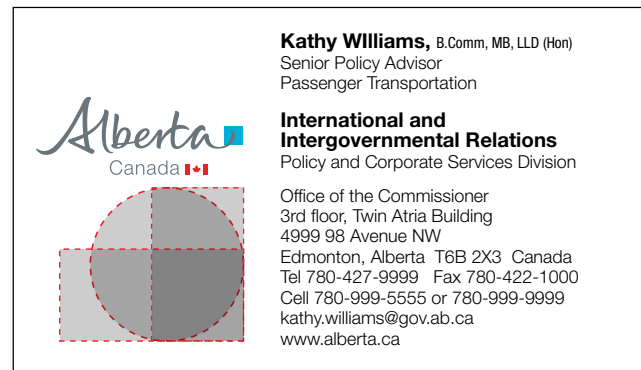 Alberta
Canada
Kathy WIlliams, B.Comm, MB, LLD (Hon)
Senior Policy Advisor
Passenger Transportation
International and
Intergovernmental Relations
Policy and Corporate Services Division
Office of the Commissioner
3rd floor, Twin Atria Building
4999 98 Avenue NW
Edmonton, Alberta  T6B 2X3  Canada
Tel 780-427-9999  Fax 780-422-1000
Cell 780-999-5555 or 780-999-9999
kathy.williams@gov.ab.ca
www.alberta.ca